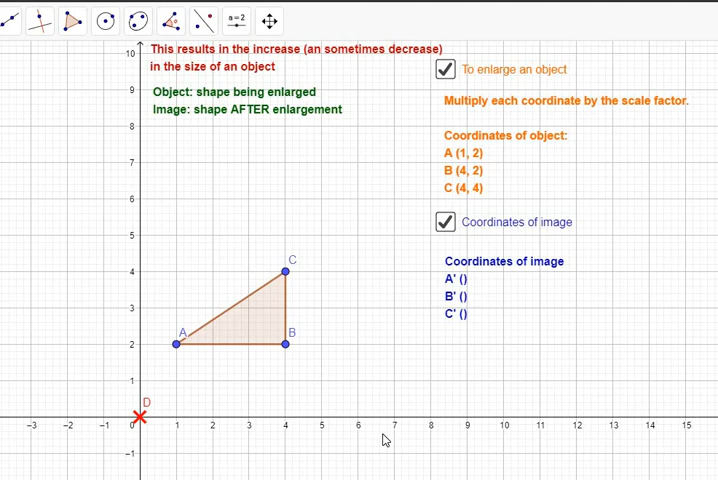 a=2
This results in the increase (an sometimes decrease)
in the size of an object
Object: shape being enlarged
Image: shape AFTER enlargement
To enlarge an object
Multiply each coordinate by the scale factor.
Coordinates of object:
A (1, 2)
B (4, 2)
C (4, 4)
Coordinates of image
Coordinates of image
A' ()
B' ()
C' ()
10
9
8
7
6
5
4
3
2
1
0
−1
C
A
B
D
−3 −2 −1 1 2 3 4 5 6 7 8 9 10 11 12 13 14 15